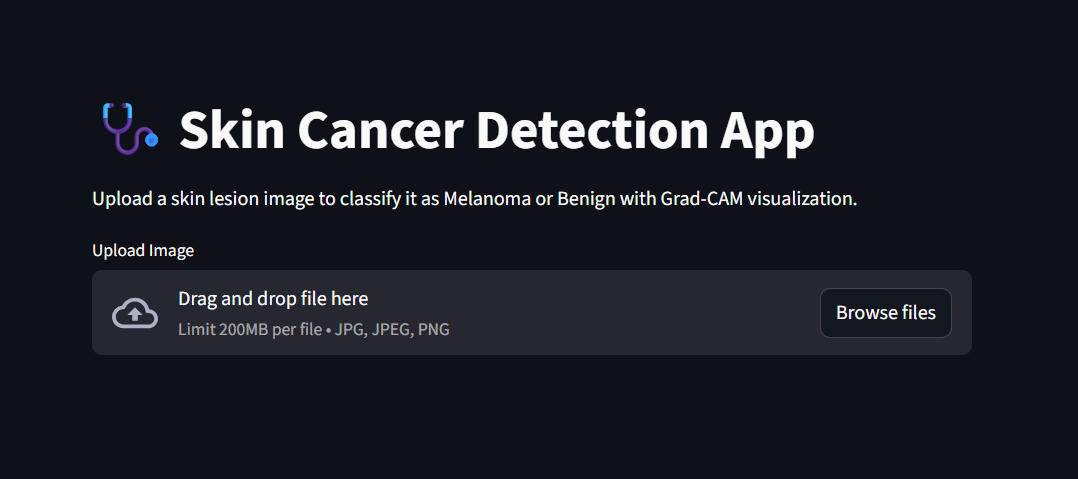 Skin Cancer Detection App
Upload a skin lesion image to classify it as Melanoma or Benign with Grad-CAM visualization.
Upload Image
Drag and drop file here
Limit 200MB per file • JPG, JPEG, PNG
Browse files